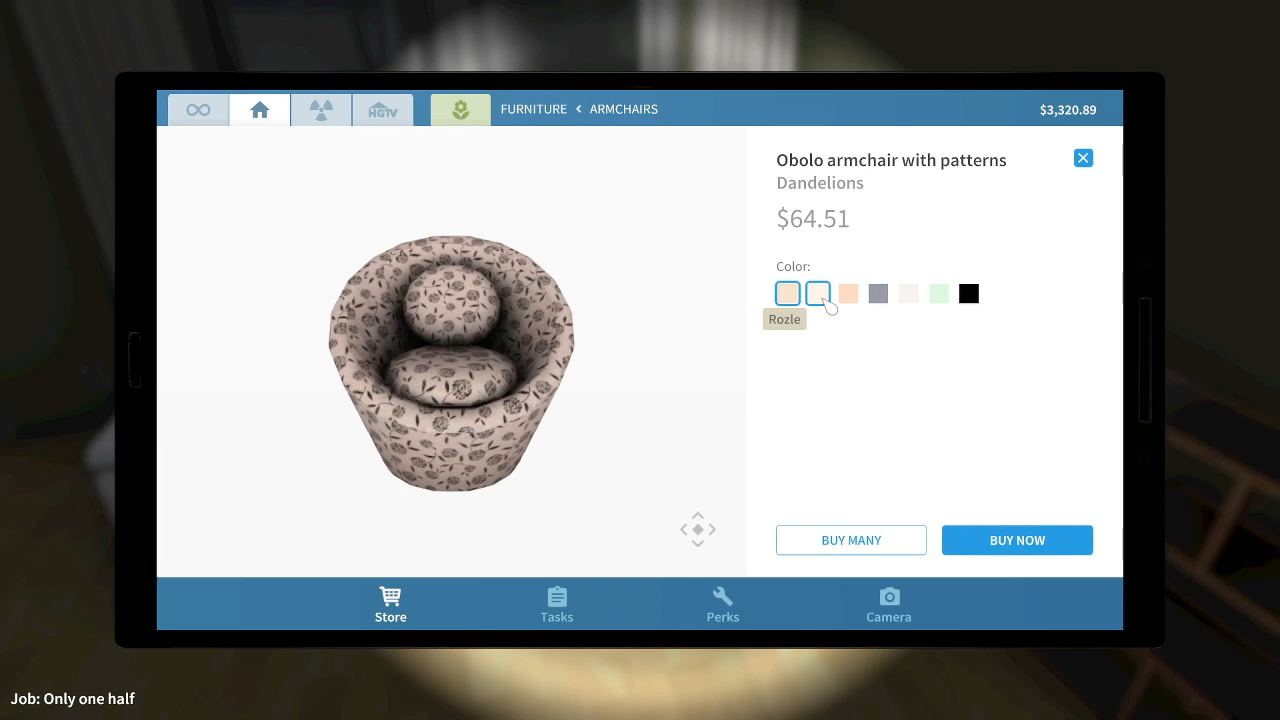 HGTV
FURNITURE < ARMCHAIRS
$3,320.89
Obolo armchair with patterns
Dandelions
$64.51
Color:
Rozle
BUY MANY
BUY NOW
Store
Tasks
Perks
Camera
Job: Only one half